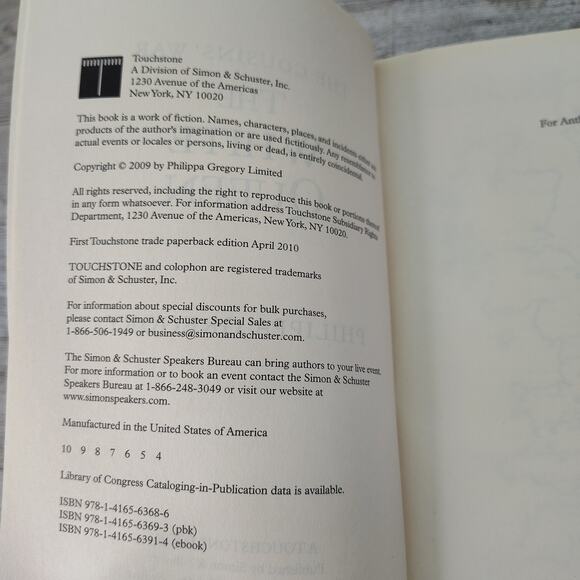 Touchstone
A Division of Simon & Schuster, Inc.
1230 Avenue of the Americas
New York, NY 10020
This book is a work of fiction. Names, characters, places, and incidents either are
products of the author's imagination or are used fictitiously. Any resemblance to
actual events or locales or persons, living or dead, is entirely coincidental.
Copyright © 2009 by Philippa Gregory Limited
All rights reserved, including the right to reproduce this book or portions thereof
in any form whatsoever. For information address Touchstone Subsidiary Rights
Department, 1230 Avenue of the Americas, New York, NY 10020.
First Touchstone trade paperback edition April 2010
TOUCHSTONE and colophon are registered trademarks
of Simon & Schuster, Inc.
For information about special discounts for bulk purchases,
please contact Simon & Schuster Special Sales at
1-866-506-1949 or business@simonandschuster.com.
The Simon & Schuster Speakers Bureau can bring authors to your live event.
For more information or to book an event contact the Simon & Schuster
Speakers Bureau at 1-866-248-3049 or visit our website at
www.simonspeakers.com.
Manufactured in the United States of America
10 9 8 7 6 5 4
Library of Congress Cataloging-in-Publication data is available.
ISBN 978-1-4165-6368-6
ISBN 978-1-4165-6369-3 (pbk)
ISBN 978-1-4165-6391-4 (ebook)
For Anth